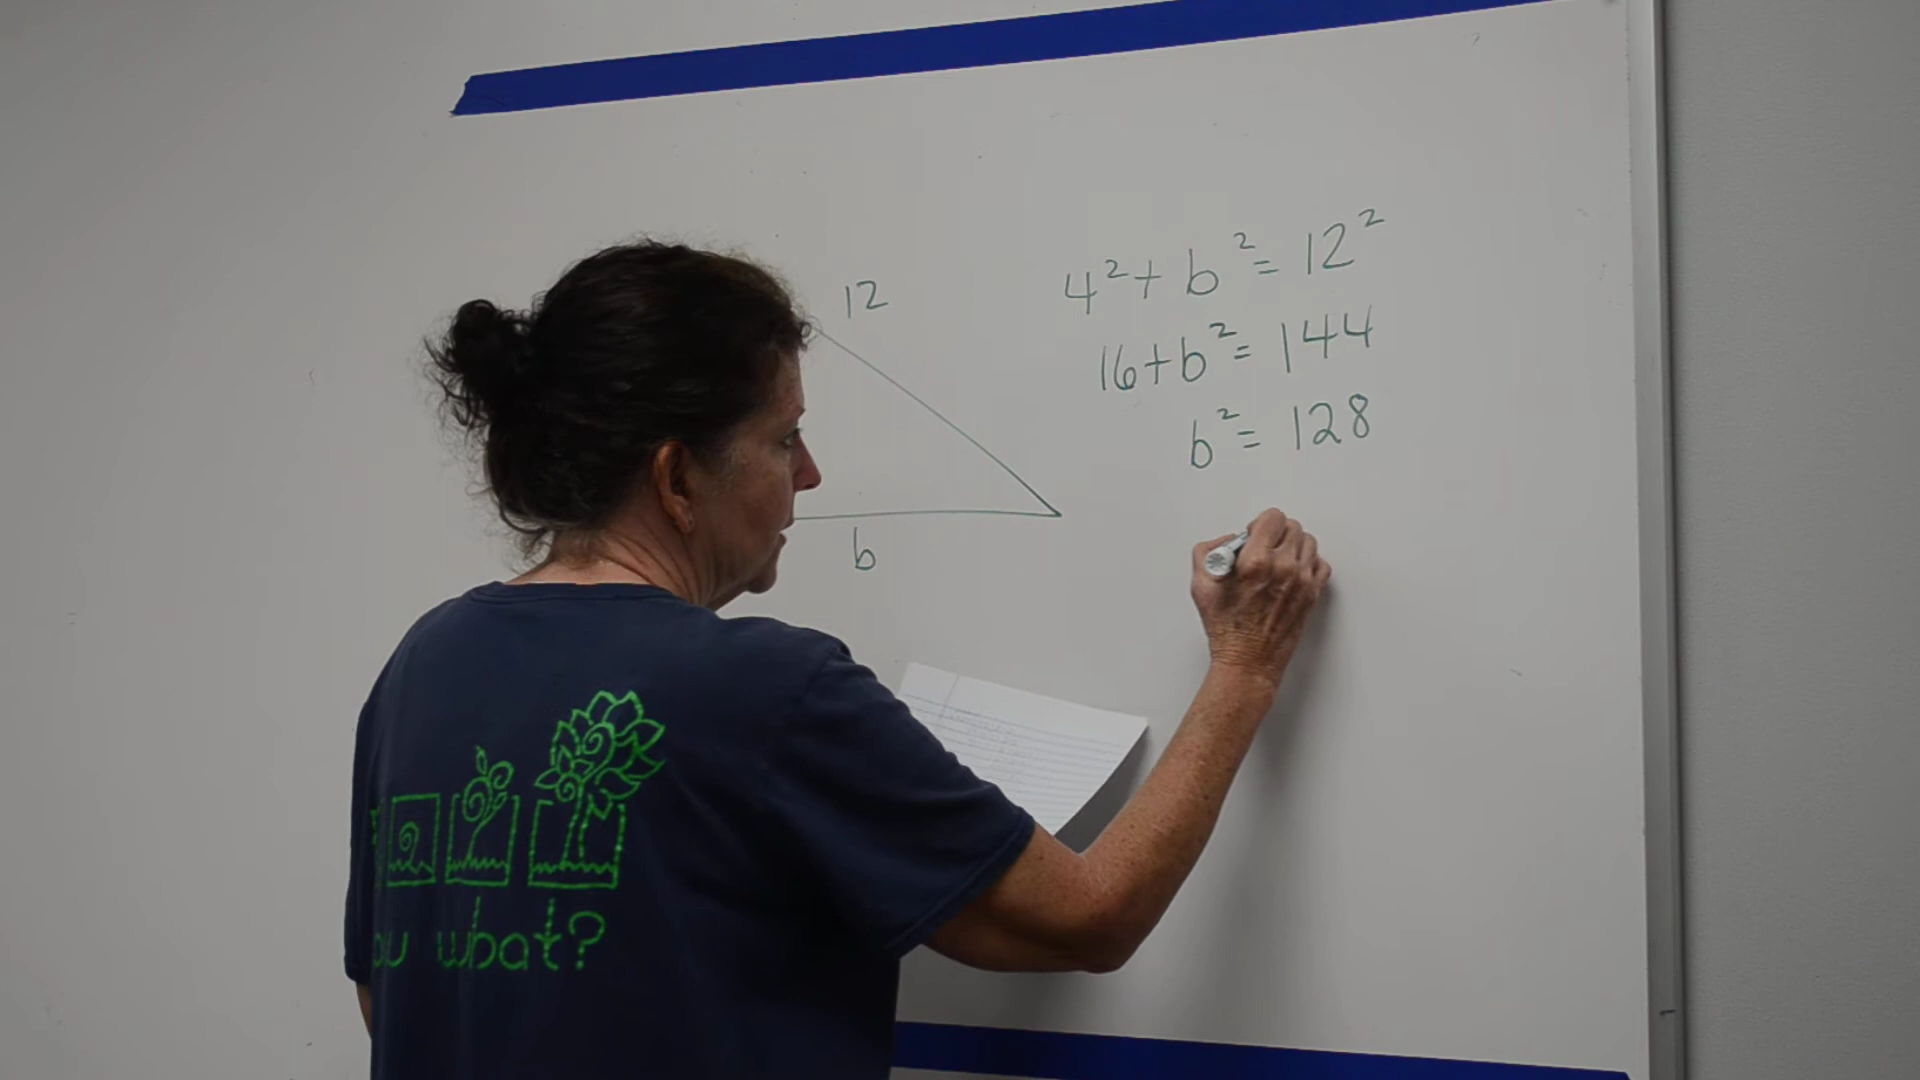 12
b
4² + b² = 12²
16 + b² = 144
b² = 128
what?